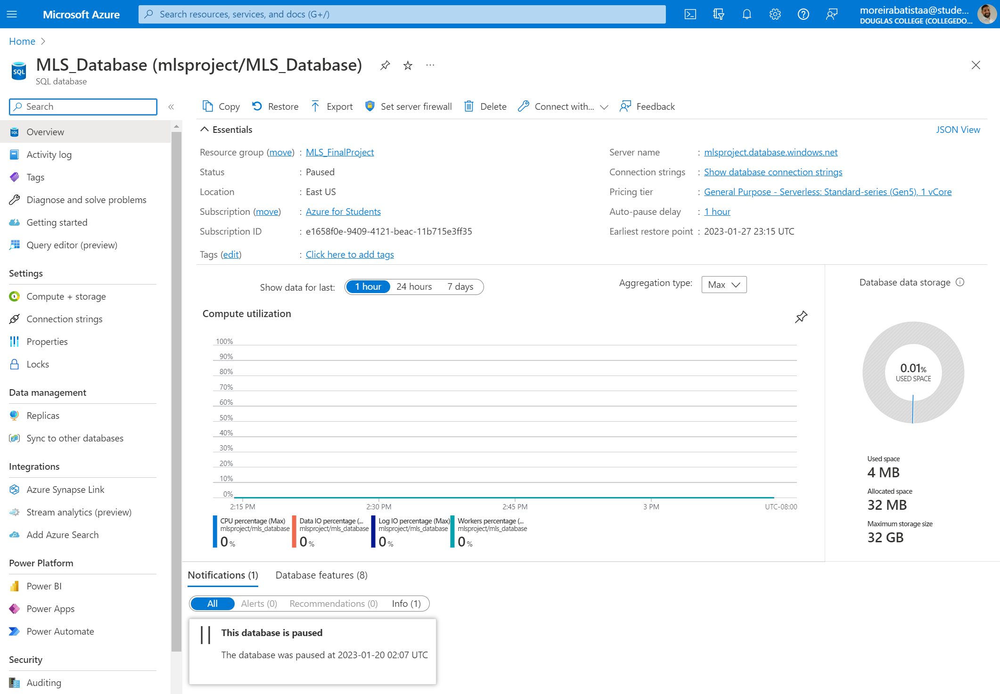 Microsoft Azure
Search resources, services, and docs (G+/)
moreirabatistaa@stude...
DOUGLAS COLLEGE (COLLEGEDO...
Home
MLS_Database (mlsproject/MLS_Database)
SQL
SQL database
Search
Copy
Restore
Export
Set server firewall
Delete
Connect with...
Feedback
SQL
Overview
Activity log
Tags
Diagnose and solve problems
Getting started
Query editor (preview)
Settings
Compute + storage
Connection strings
Properties
Locks
Data management
Replicas
Sync to other databases
Integrations
Azure Synapse Link
Stream analytics (preview)
Add Azure Search
Power Platform
Power BI
Power Apps
Power Automate
Security
Auditing
Essentials
JSON View
Resource group (move) : MLS_FinalProject
Status : Paused
Location : East US
Subscription (move) : Azure for Students
Subscription ID : e1658f0e-9409-4121-beac-11b715e3ff35
Tags (edit) : Click here to add tags
Server name : mlsproject.database.windows.net
Connection strings : Show database connection strings
Pricing tier : General Purpose - Serverless: Standard-series (Gen5), 1 vCore
Auto-pause delay : 1 hour
Earliest restore point : 2023-01-27 23:15 UTC
Show data for last: 1 hour 24 hours 7 days
Aggregation type: Max
Compute utilization
100%
90%
80%
70%
60%
50%
40%
30%
20%
10%
0%
2:15 PM 2:30 PM 2:45 PM 3 PM UTC-08:00
CPU percentage (Max)
mlsproject/mls_database
0 %
Data IO percentage (...
mlsproject/mls_database
0 %
Log IO percentage (Max)
mlsproject/mls_database
0 %
Workers percentage (...
mlsproject/mls_database
0 %
Database data storage
0.01%
USED SPACE
Used space
4 MB
Allocated space
32 MB
Maximum storage size
32 GB
Notifications (1) Database features (8)
All Alerts (0) Recommendations (0) Info (1)
This database is paused
The database was paused at 2023-01-20 02:07 UTC